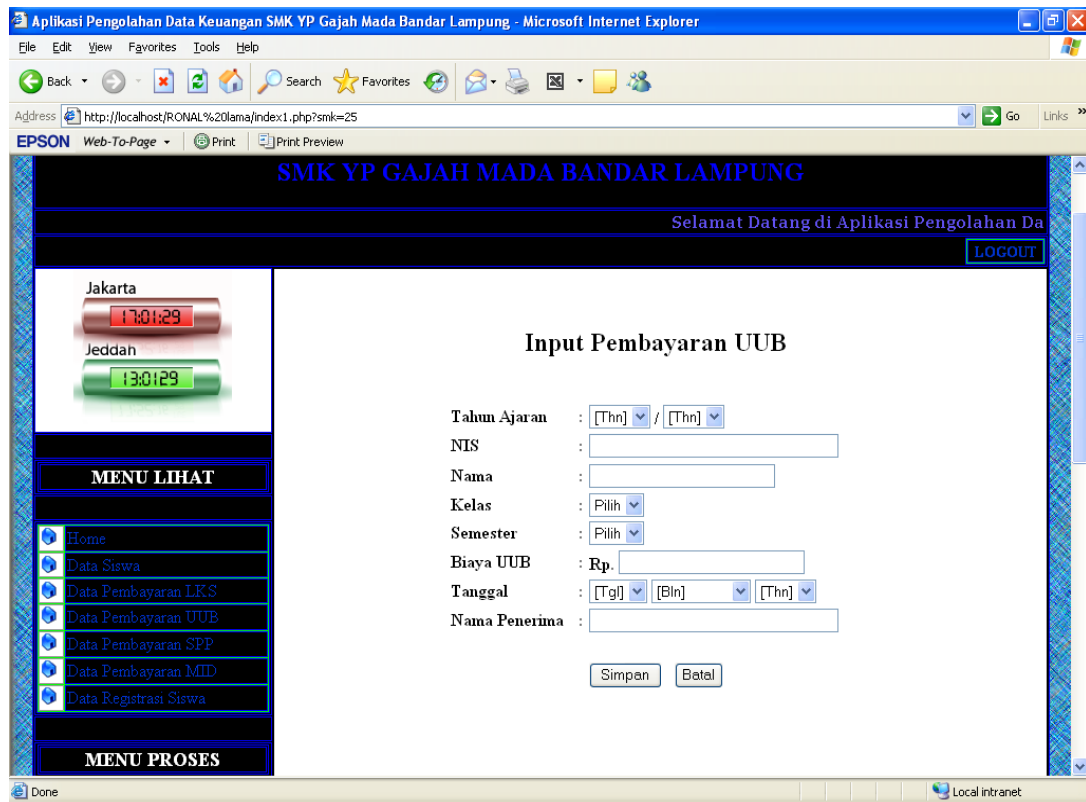 Aplikasi Pengolahan Data Keuangan SMK YP Gajah Mada Bandar Lampung - Microsoft Internet Explorer
File Edit View Favorites Tools Help
Back Search Favorites
Address http://localhost/RONAL%20lama/index1.php?smk=25 Go Links »
EPSON Web-To-Page Print Print Preview
SMK YP GAJAH MADA BANDAR LAMPUNG
Selamat Datang di Aplikasi Pengolahan Da
LOGOUT
Jakarta
17:01:29
Jeddah
13:01:29
MENU LIHAT
Home
Data Siswa
Data Pembayaran LKS
Data Pembayaran UUB
Data Pembayaran SPP
Data Pembayaran MID
Data Registrasi Siswa
MENU PROSES
Input Pembayaran UUB
Tahun Ajaran : [Thn] / [Thn]
NIS :
Nama :
Kelas : Pilih
Semester : Pilih
Biaya UUB : Rp.
Tanggal : [Tgl] [Bln] [Thn]
Nama Penerima :
Simpan Batal
Done Local intranet